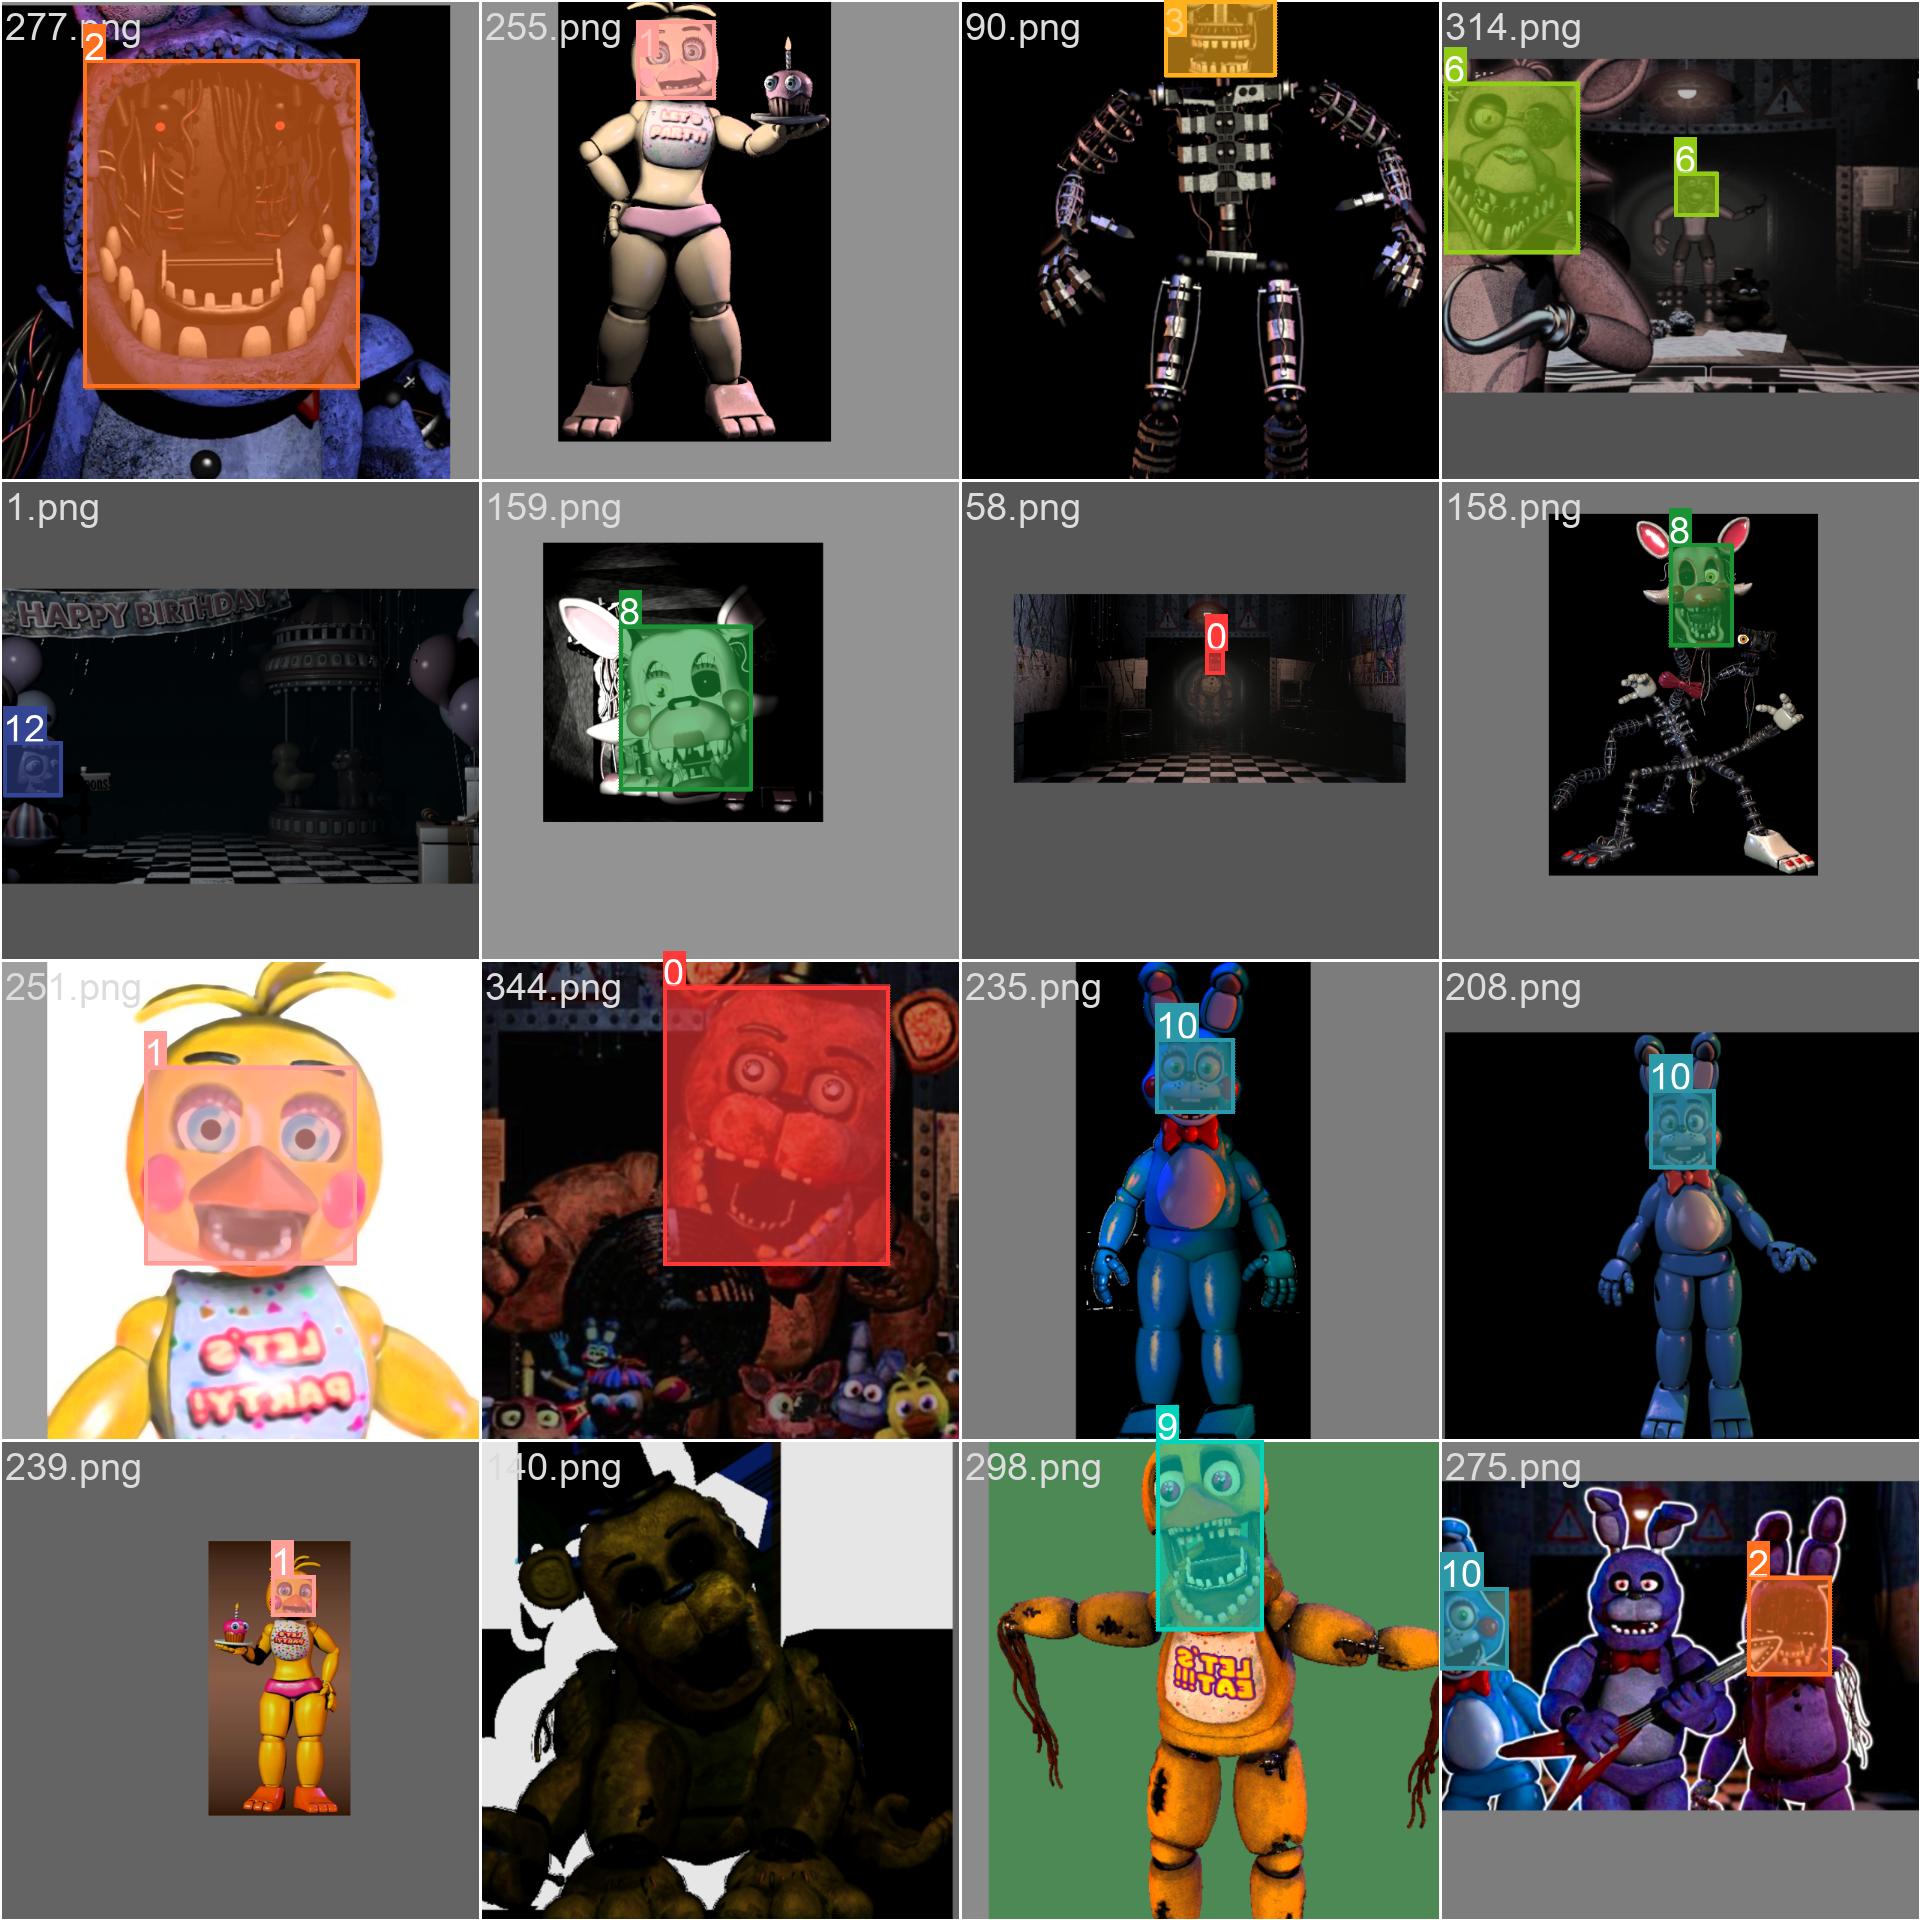 277.png
2
255.png
1
LET'S
PARTY!
90.png
3
314.png
6
6
1.png
HAPPY BIRTHDAY
12
159.png
8
58.png
0
158.png
8
251.png
1
LET'S
PARTY!
344.png
0
235.png
10
208.png
10
239.png
1
140.png
298.png
9
LET'S
EAT!!!
275.png
10
2